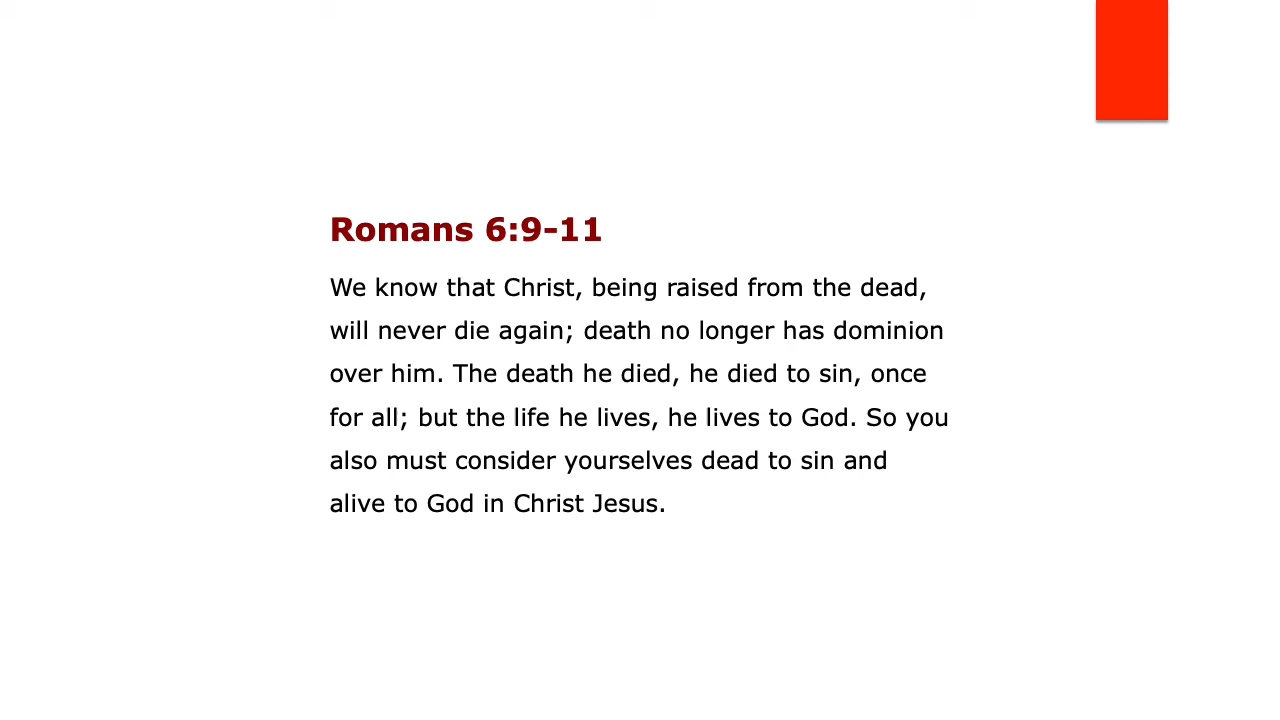 Romans 6:9-11
We know that Christ, being raised from the dead,
will never die again; death no longer has dominion
over him. The death he died, he died to sin, once
for all; but the life he lives, he lives to God. So you
also must consider yourselves dead to sin and
alive to God in Christ Jesus.